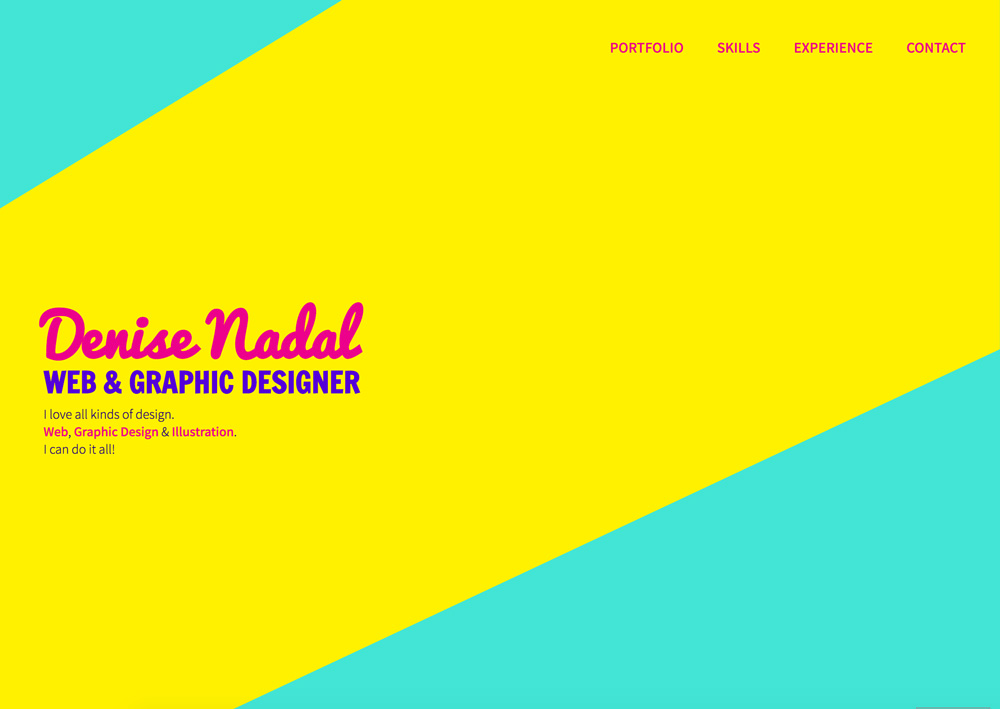 PORTFOLIO SKILLS EXPERIENCE CONTACT
Denise Nadal
WEB & GRAPHIC DESIGNER
I love all kinds of design.
Web, Graphic Design & Illustration.
I can do it all!